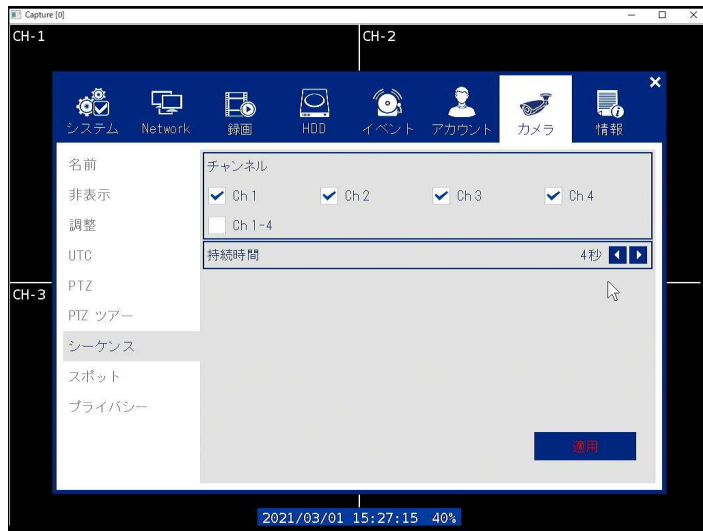 Capture [0]
CH-1
CH-2
システム
Network
録画
HDD
イベント
アカウント
カメラ
情報
名前
非表示
調整
UTC
PTZ
PTZ ツアー
シーケンス
スポット
プライバシー
チャンネル
Ch 1
Ch 2
Ch 3
Ch 4
Ch 1-4
持続時間
4秒
CH-3
適用
2021/03/01 15:27:15 40%